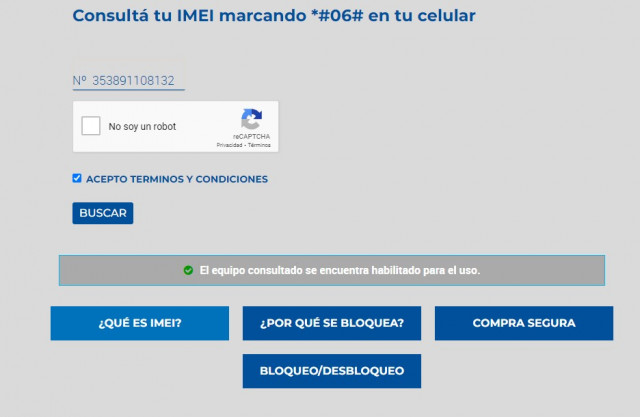 Consultá tu IMEI marcando *#06# en tu celular
Nº 353891108132
No soy un robot
reCAPTCHA
Privacidad - Términos
ACEPTO TERMINOS Y CONDICIONES
BUSCAR
El equipo consultado se encuentra habilitado para el uso.
¿QUÉ ES IMEI? ¿POR QUÉ SE BLOQUEA? COMPRA SEGURA
BLOQUEO/DESBLOQUEO